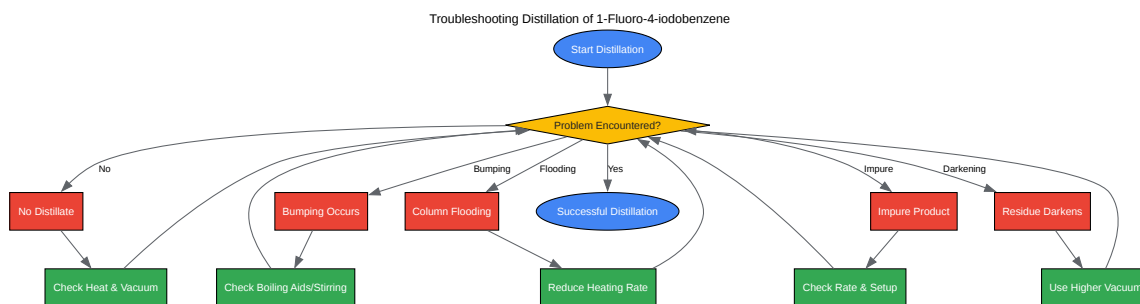 Troubleshooting Distillation of 1-Fluoro-4-iodobenzene
Start Distillation
Problem Encountered?
No
Bumping
Flooding
Yes
Impure
Darkening
No Distillate
Bumping Occurs
Column Flooding
Successful Distillation
Impure Product
Residue Darkens
Check Heat & Vacuum
Check Boiling Aids/Stirring
Reduce Heating Rate
Check Rate & Setup
Use Higher Vacuum